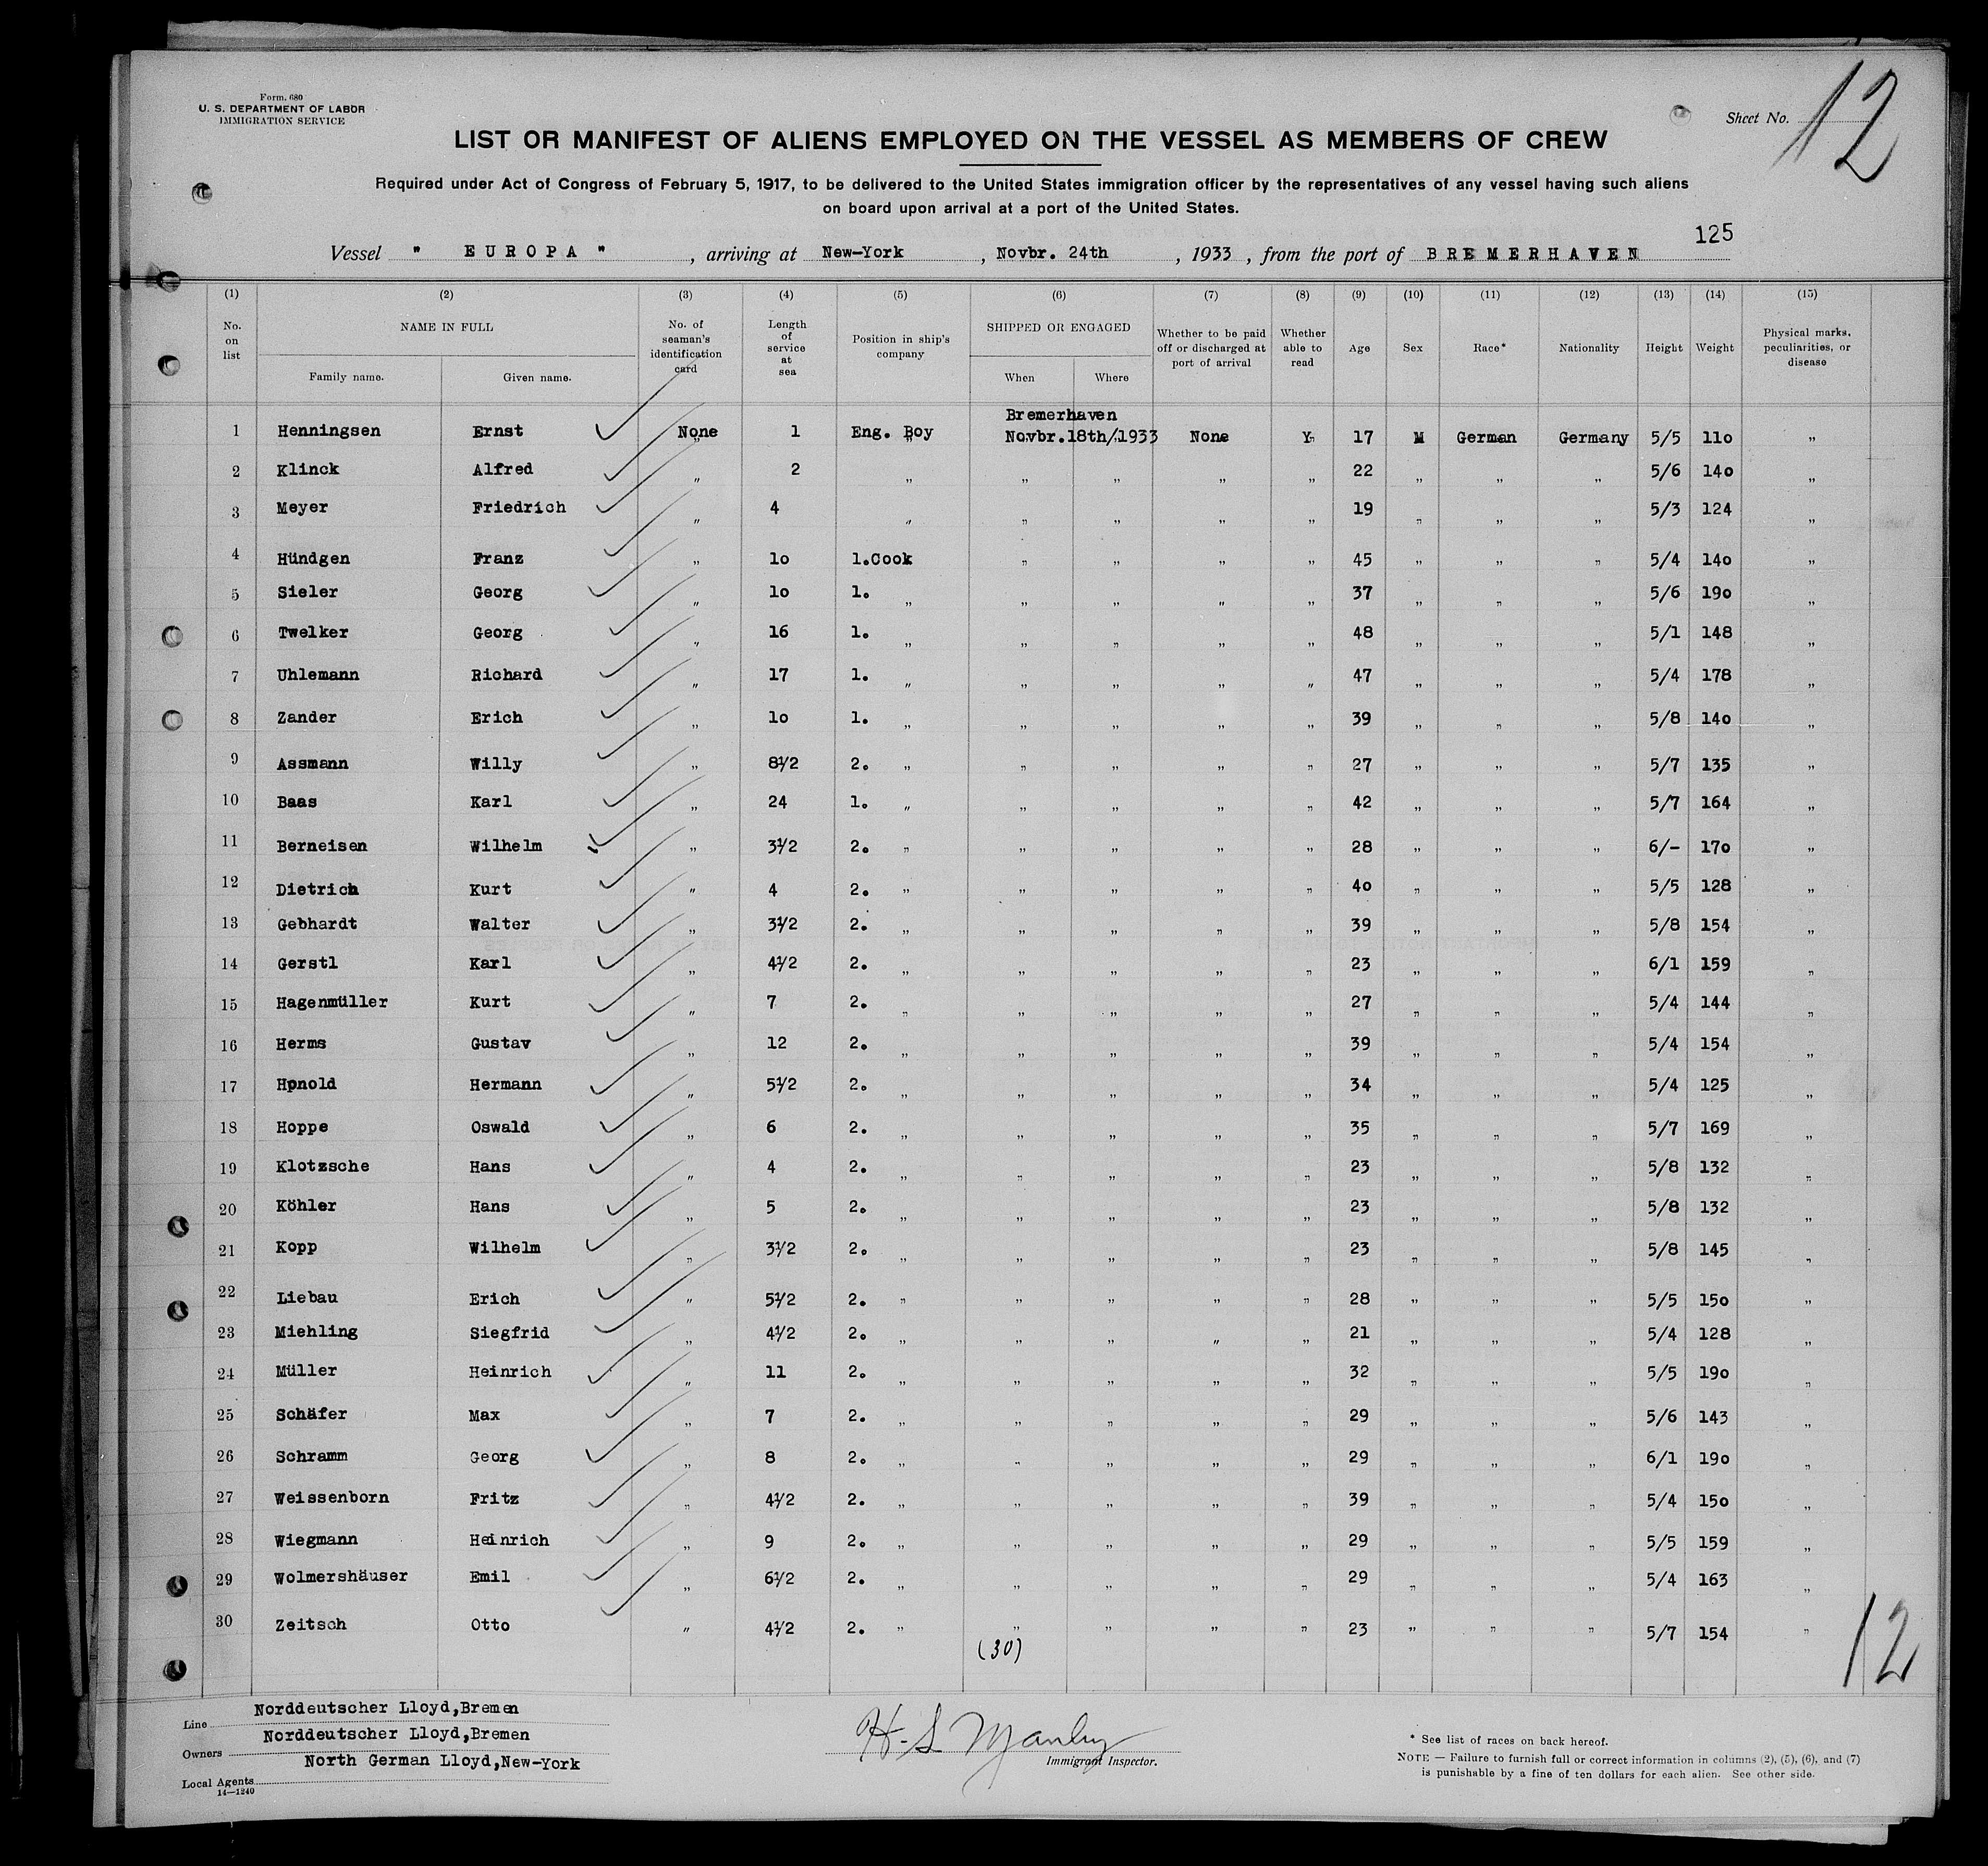 Form. 680
U. S. DEPARTMENT OF LABOR
IMMIGRATION SERVICE
Sheet No. 12
LIST OR MANIFEST OF ALIENS EMPLOYED ON THE VESSEL AS MEMBERS OF CREW
Required under Act of Congress of February 5, 1917, to be delivered to the United States immigration officer by the representatives of any vessel having such aliens
on board upon arrival at a port of the United States.
125
Vessel " EUROPA ", arriving at New-York, Novbr. 24th, 1933, from the port of BREMERHAVEN
(1) (2) (3) (4) (5) (6) (7) (8) (9) (10) (11) (12) (13) (14) (15)
No. on list NAME IN FULL Family name. Given name. No. of seaman's identification card Length of service at sea Position in ship's company SHIPPED OR ENGAGED When Where Whether to be paid off or discharged at port of arrival Whether able to read Age Sex Race* Nationality Height Weight Physical marks, peculiarities, or disease
Bremerhaven
1 Henningsen Ernst None 1 Eng. Boy Novbr.18th/1933 None Y 17 M German Germany 5/5 110 "
2 Klinck Alfred " 2 " " " " " 22 " " " 5/6 140 "
3 Meyer Friedrich " 4 " " " " " 19 " " " 5/3 124 "
4 Hündgen Franz " 10 1.Cook " " " " 45 " " " 5/4 140 "
5 Sieler Georg " 10 1. " " " " " 37 " " " 5/6 190 "
6 Twelker Georg " 16 1. " " " " " 48 " " " 5/1 148 "
7 Uhlemann Richard " 17 1. " " " " " 47 " " " 5/4 178 "
8 Zander Erich " 10 1. " " " " " 39 " " " 5/8 140 "
9 Assmann Willy " 8½ 2. " " " " " 27 " " " 5/7 135 "
10 Baas Karl " 24 1. " " " " " 42 " " " 5/7 164 "
11 Berneisen Wilhelm " 3½ 2. " " " " " 28 " " " 6/- 170 "
12 Dietrich Kurt " 4 2. " " " " " 40 " " " 5/5 128 "
13 Gebhardt Walter " 3½ 2. " " " " " 39 " " " 5/8 154 "
14 Gerstl Karl " 4½ 2. " " " " " 23 " " " 6/1 159 "
15 Hagenmüller Kurt " 7 2. " " " " " 27 " " " 5/4 144 "
16 Herms Gustav " 12 2. " " " " " 39 " " " 5/4 154 "
17 Hpnold Hermann " 5½ 2. " " " " " 34 " " " 5/4 125 "
18 Hoppe Oswald " 6 2. " " " " " 35 " " " 5/7 169 "
19 Klotzsche Hans " 4 2. " " " " " 23 " " " 5/8 132 "
20 Köhler Hans " 5 2. " " " " " 23 " " " 5/8 132 "
21 Kopp Wilhelm " 3½ 2. " " " " " 23 " " " 5/8 145 "
22 Liebau Erich " 5½ 2. " " " " " 28 " " " 5/5 150 "
23 Miehling Siegfrid " 4½ 2. " " " " " 21 " " " 5/4 128 "
24 Müller Heinrich " 11 2. " " " " " 32 " " " 5/5 190 "
25 Schäfer Max " 7 2. " " " " " 29 " " " 5/6 143 "
26 Schramm Georg " 8 2. " " " " " 29 " " " 6/1 190 "
27 Weissenborn Fritz " 4½ 2. " " " " " 39 " " " 5/4 150 "
28 Wiegmann Heinrich " 9 2. " " " " " 29 " " " 5/5 159 "
29 Wolmershäuser Emil " 6½ 2. " " " " " 29 " " " 5/4 163 "
30 Zeitsch Otto " 4½ 2. " " " " " 23 " " " 5/7 154 "
(30)
12
Line Norddeutscher Lloyd,Bremen
Owners Norddeutscher Lloyd,Bremen
Local Agents North German Lloyd,New-York
14—1240
H. S. Manley
Immigrant Inspector.
* See list of races on back hereof.
NOTE — Failure to furnish full or correct information in columns (2), (5), (6), and (7)
is punishable by a fine of ten dollars for each alien. See other side.